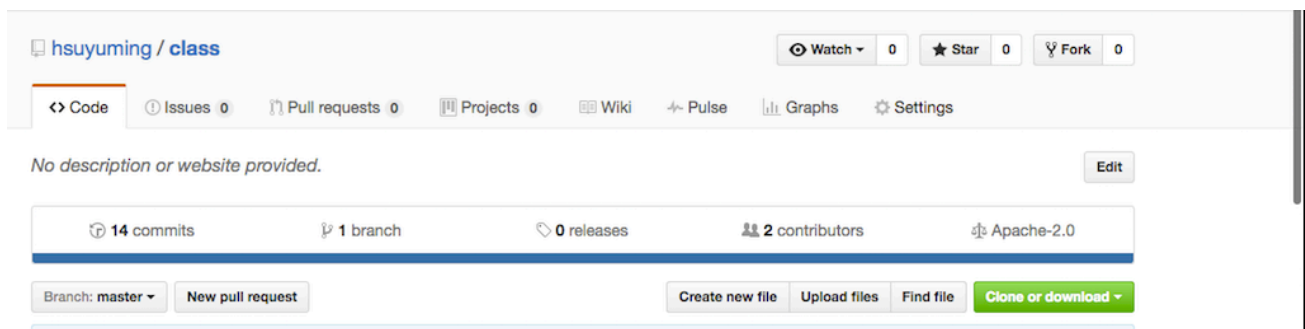 hsuyuming / class Watch 0 Star 0 Fork 0
<> Code Issues 0 Pull requests 0 Projects 0 Wiki Pulse Graphs Settings
No description or website provided. Edit
14 commits 1 branch 0 releases 2 contributors Apache-2.0
Branch: master New pull request Create new file Upload files Find file Clone or download